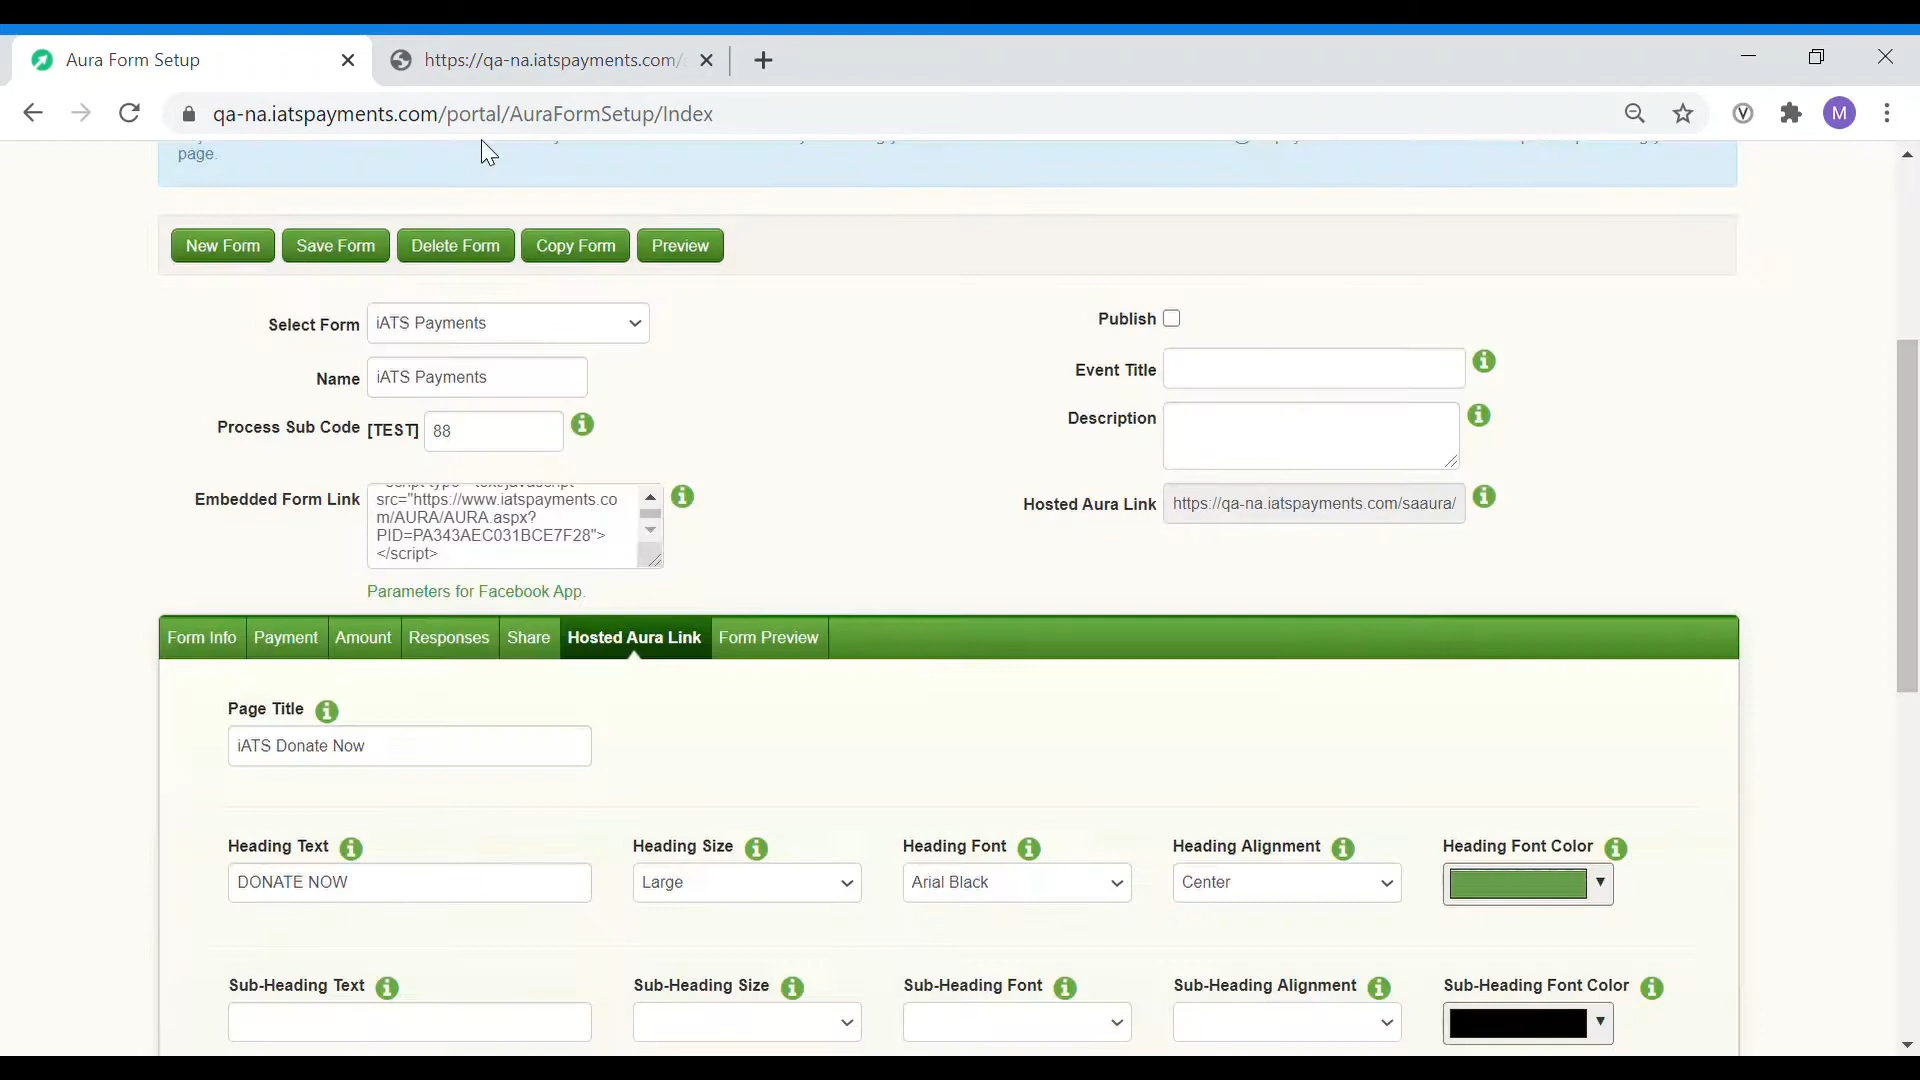 Aura Form Setup
https://qa-na.iatspayments.com/
qa-na.iatspayments.com/portal/AuraFormSetup/Index
M
page.
New Form Save Form Delete Form Copy Form Preview
Select Form iATS Payments
Publish
Name iATS Payments
Event Title
Process Sub Code [TEST] 88
Description
Embedded Form Link
src="https://www.iatspayments.co
m/AURA/AURA.aspx?
PID=PA343AEC031BCE7F28">
</script>
Hosted Aura Link https://qa-na.iatspayments.com/saaura/
Parameters for Facebook App.
Form Info Payment Amount Responses Share Hosted Aura Link Form Preview
Page Title
iATS Donate Now
Heading Text Heading Size Heading Font Heading Alignment Heading Font Color
DONATE NOW Large Arial Black Center
Sub-Heading Text Sub-Heading Size Sub-Heading Font Sub-Heading Alignment Sub-Heading Font Color